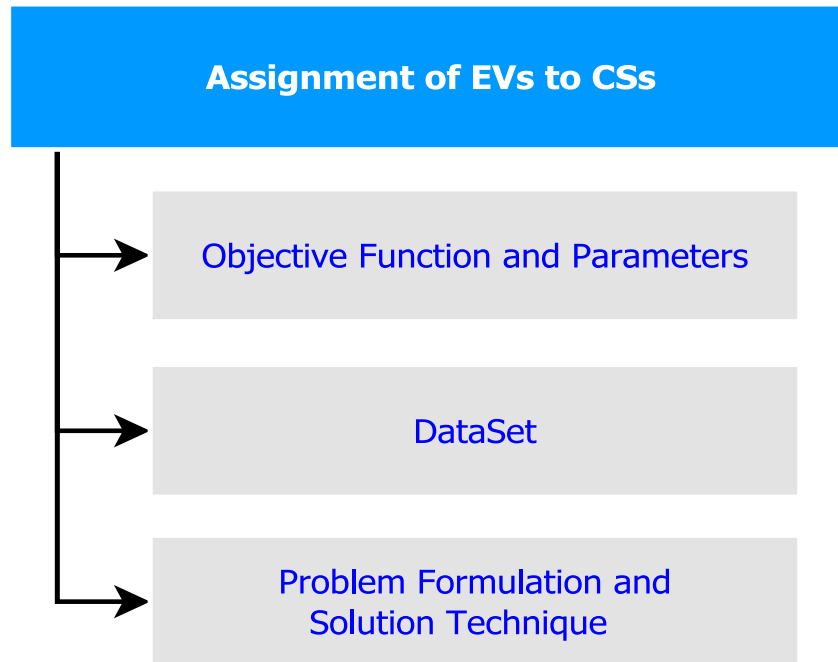 Assignment of EVs to CSs
Objective Function and Parameters
DataSet
Problem Formulation and
Solution Technique